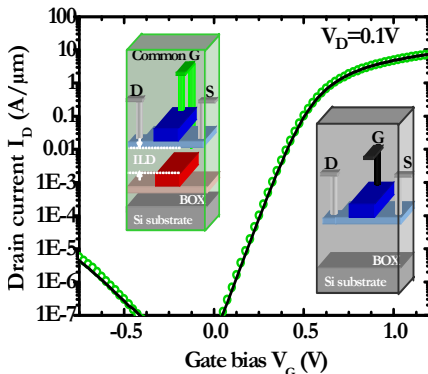 100
10
1
0.1
0.01
1E-3
1E-4
1E-5
1E-6
1E-7
Drain current I_D (A/μm)
V_D=0.1V
Common G
D
S
ILD
BOX
Si substrate
G
D
S
BOX
Si substrate
-0.5
0.0
0.5
1.0
Gate bias V_G (V)